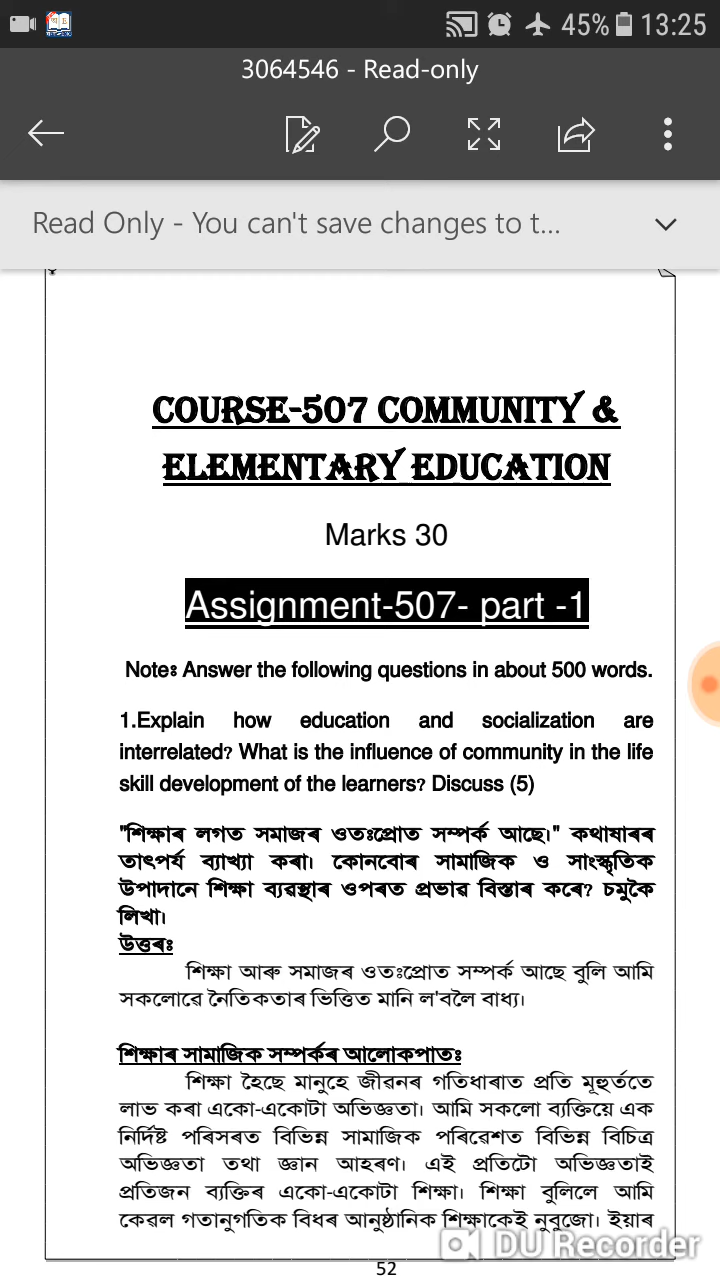 45% 13:25
3064546 - Read-only
Read Only - You can't save changes to t...
COURSE-507 COMMUNITY &
ELEMENTARY EDUCATION
Marks 30
Assignment-507- part -1
Noteঃ Answer the following questions in about 500 words.
1.Explain how education and socialization are
interrelated? What is the influence of community in the life
skill development of the learners? Discuss (5)
"শিক্ষাৰ লগত সমাজৰ ওতঃপ্ৰোত সম্পৰ্ক আছে।" কথাষাৰৰ
তাৎপৰ্য ব্যাখ্যা কৰা। কোনবোৰ সামাজিক ও সাংস্কৃতিক
উপাদানে শিক্ষা ব্যৱস্থাৰ ওপৰত প্ৰভাৱ বিস্তাৰ কৰে? চমুকৈ
লিখা।
উত্তৰঃ
শিক্ষা আৰু সমাজৰ ওতঃপ্ৰোত সম্পৰ্ক আছে বুলি আমি
সকলোৱে নৈতিকতাৰ ভিত্তিত মানি ল'বলৈ বাধ্য।
শিক্ষাৰ সামাজিক সম্পৰ্কৰ আলোকপাতঃ
শিক্ষা হৈছে মানুহে জীৱনৰ গতিধাৰাত প্ৰতি মূহুৰ্ততে
লাভ কৰা একো-একোটা অভিজ্ঞতা। আমি সকলো ব্যক্তিয়ে এক
নিৰ্দিষ্ট পৰিসৰত বিভিন্ন সামাজিক পৰিৱেশত বিভিন্ন বিচিত্ৰ
অভিজ্ঞতা তথা জ্ঞান আহৰণ। এই প্ৰতিটো অভিজ্ঞতাই
প্ৰতিজন ব্যক্তিৰ একো-একোটা শিক্ষা। শিক্ষা বুলিলে আমি
কেৱল গতানুগতিক বিধৰ আনুষ্ঠানিক শিক্ষাকেই নুবুজো। ইয়াৰ
DU Recorder
52